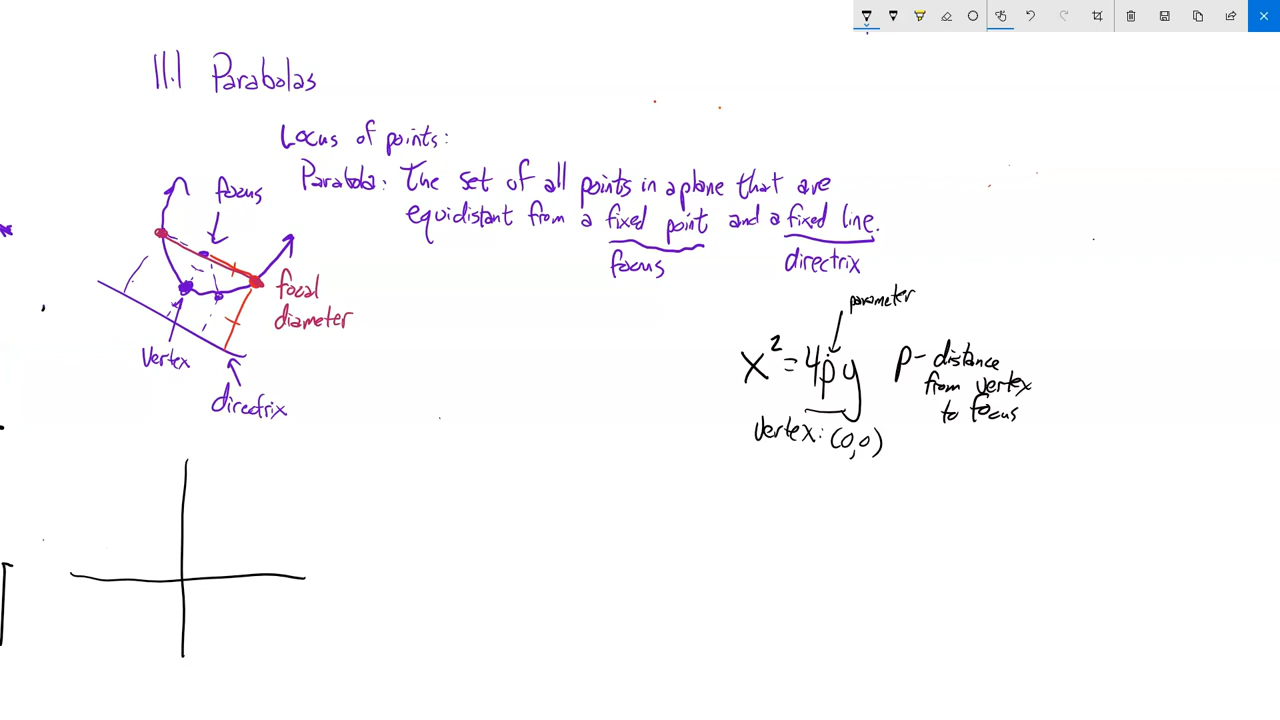 11.1 Parabolas
Locus of points:
Parabola: The set of all points in a plane that are
equidistant from a fixed point and a fixed line.
focus
directrix
focus
focal
diameter
vertex
directrix
parameter
x² = 4py
p - distance
from vertex
to focus
vertex: (0,0)